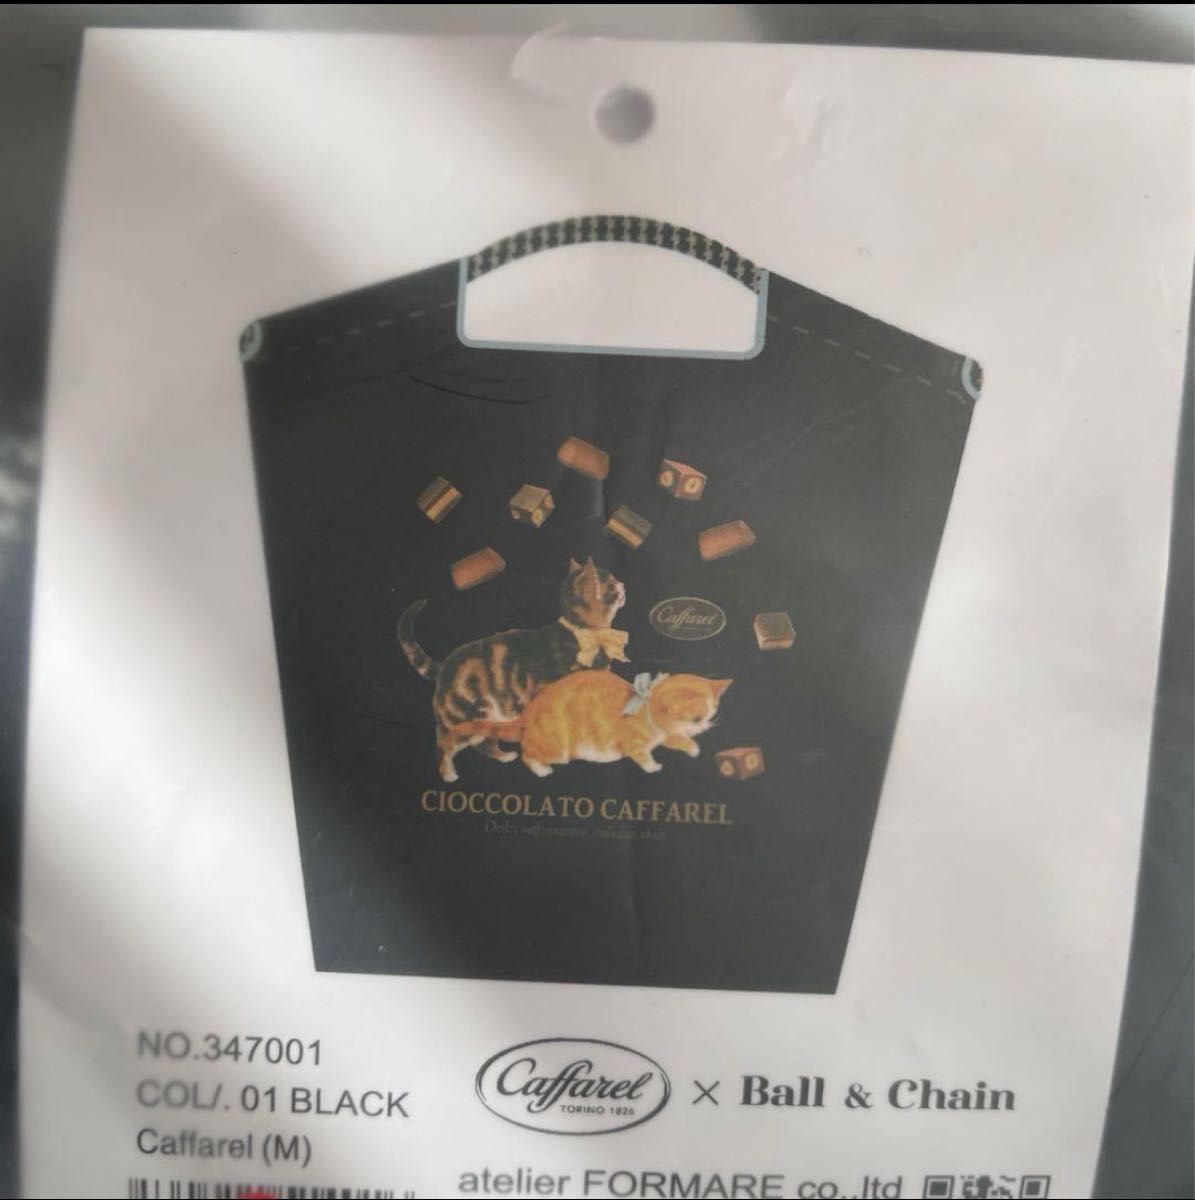 Caffarel
CIOCCOLATO CAFFAREL
NO.347001
COL/. 01 BLACK
Caffarel (M)
Caffarel
TORINO 1826
× Ball & Chain
atelier FORMARE co.,ltd